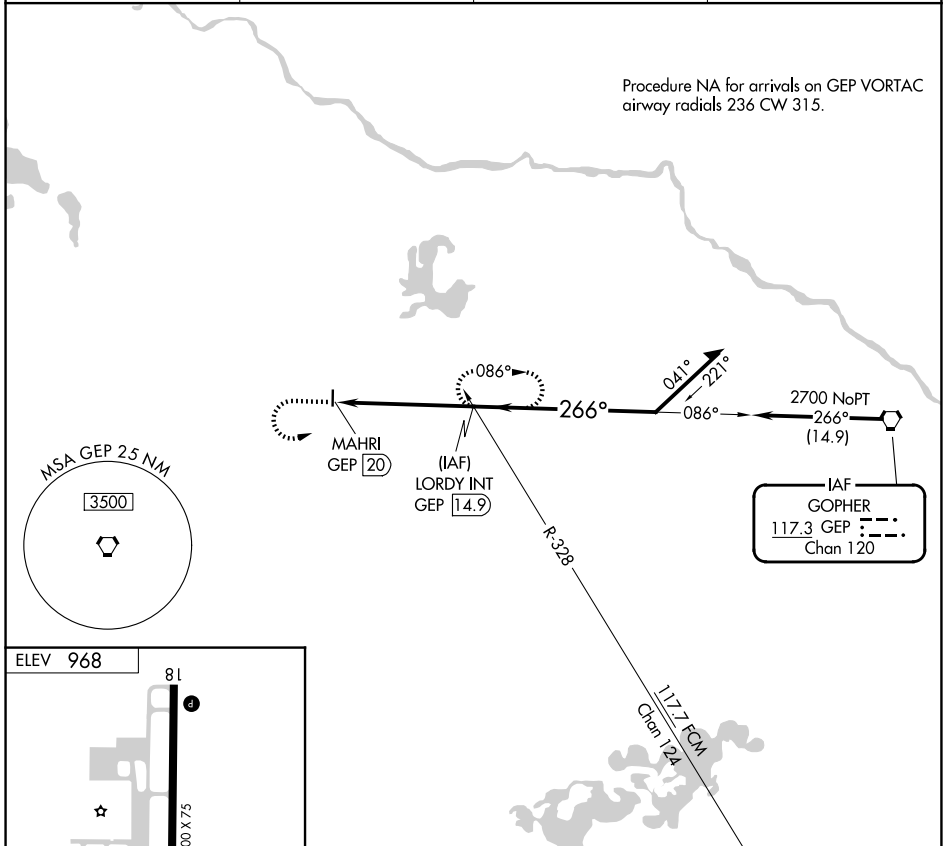 Procedure NA for arrivals on GEP VORTAC
airway radials 236 CW 315.
086°
041°
221°
2700 NoPT
266°
086°
266°
(14.9)
MAHRI
GEP 20
(IAF)
LORDY INT
GEP 14.9
MSA GEP 25 NM
3500
IAF
GOPHER
117.3 GEP
Chan 120
R-328
117.7 FCM
Chan 124
ELEV 968
18
P
00 X 75